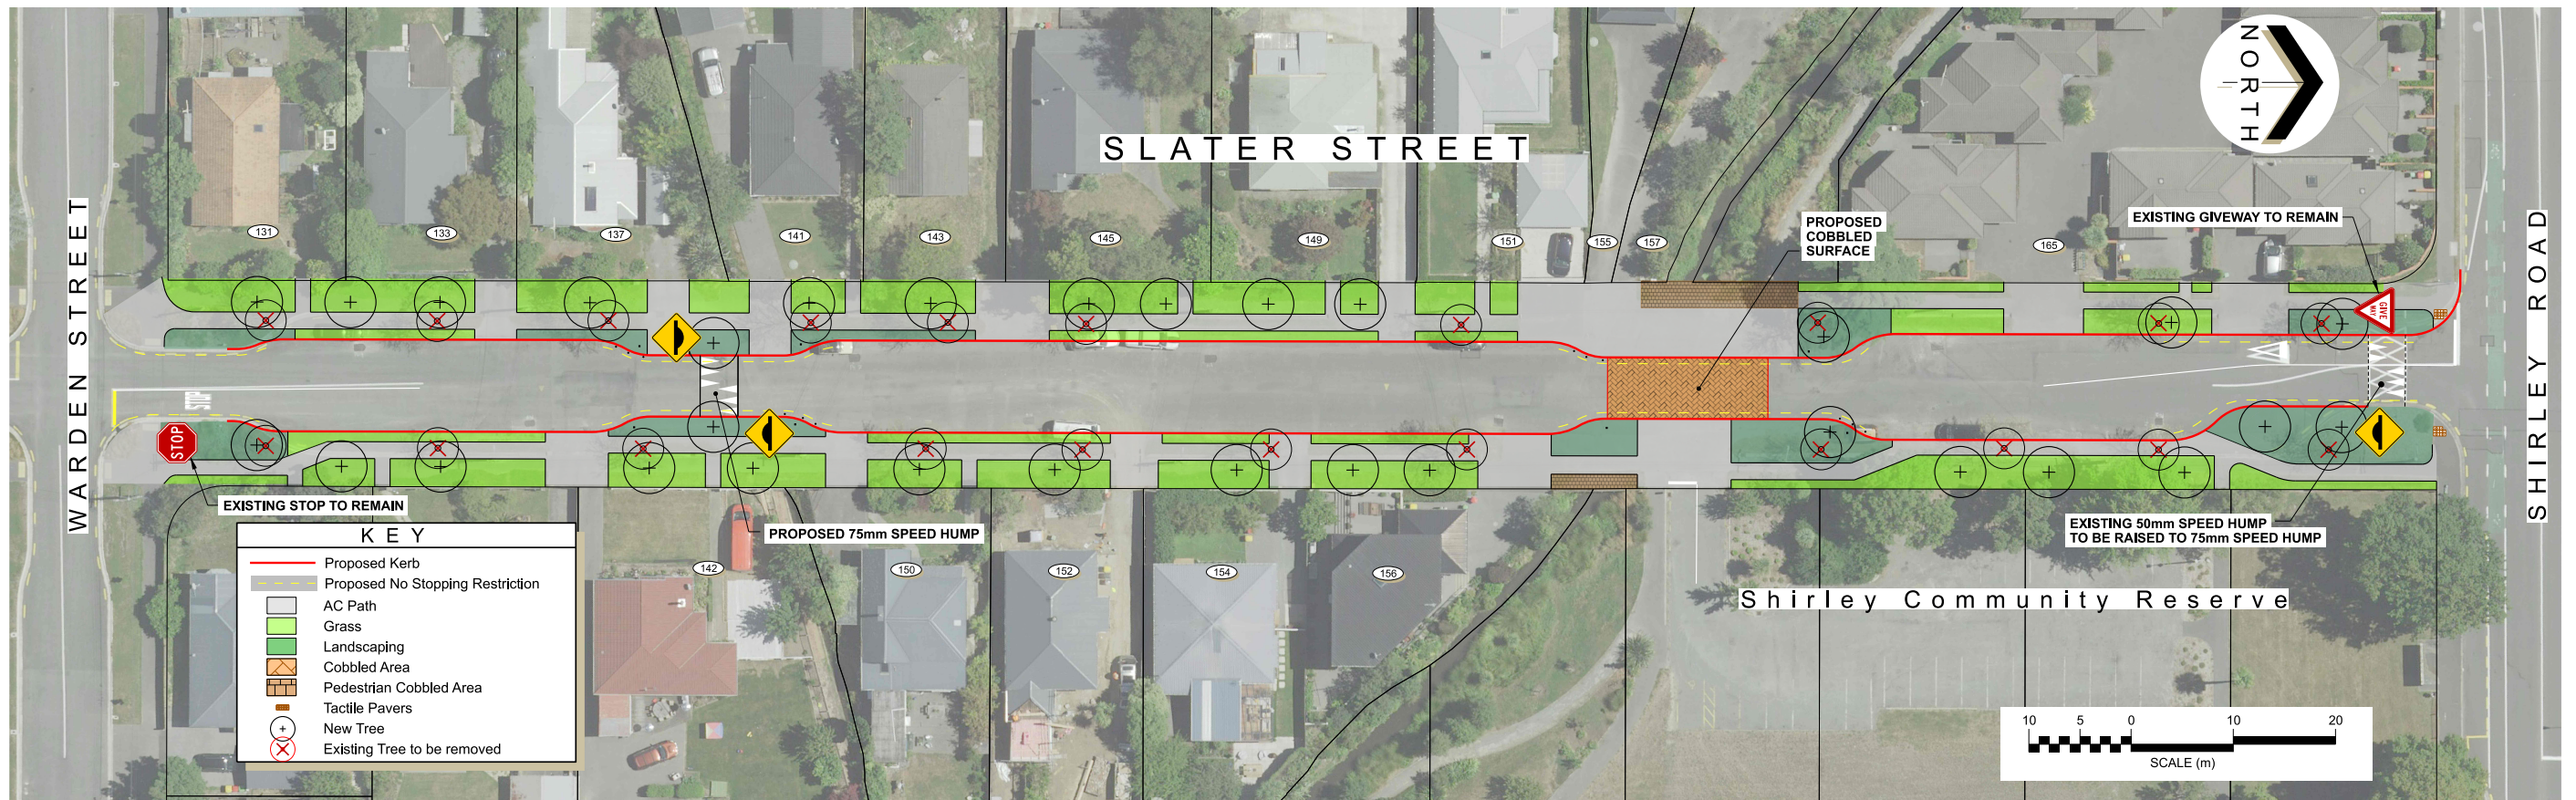 SLATER STREET
NORTH
WARDEN STREET
SHIRLEY ROAD
131
133
137
141
143
145
149
151
155
157
165
PROPOSED
COBBLED
SURFACE
EXISTING GIVEWAY TO REMAIN
GIVE
WAY
STOP
STOP
EXISTING STOP TO REMAIN
PROPOSED 75mm SPEED HUMP
EXISTING 50mm SPEED HUMP
TO BE RAISED TO 75mm SPEED HUMP
142
150
152
154
156
Shirley Community Reserve
KEY
Proposed Kerb
Proposed No Stopping Restriction
AC Path
Grass
Landscaping
Cobbled Area
Pedestrian Cobbled Area
Tactile Pavers
New Tree
Existing Tree to be removed
10 5 0 10 20
SCALE (m)